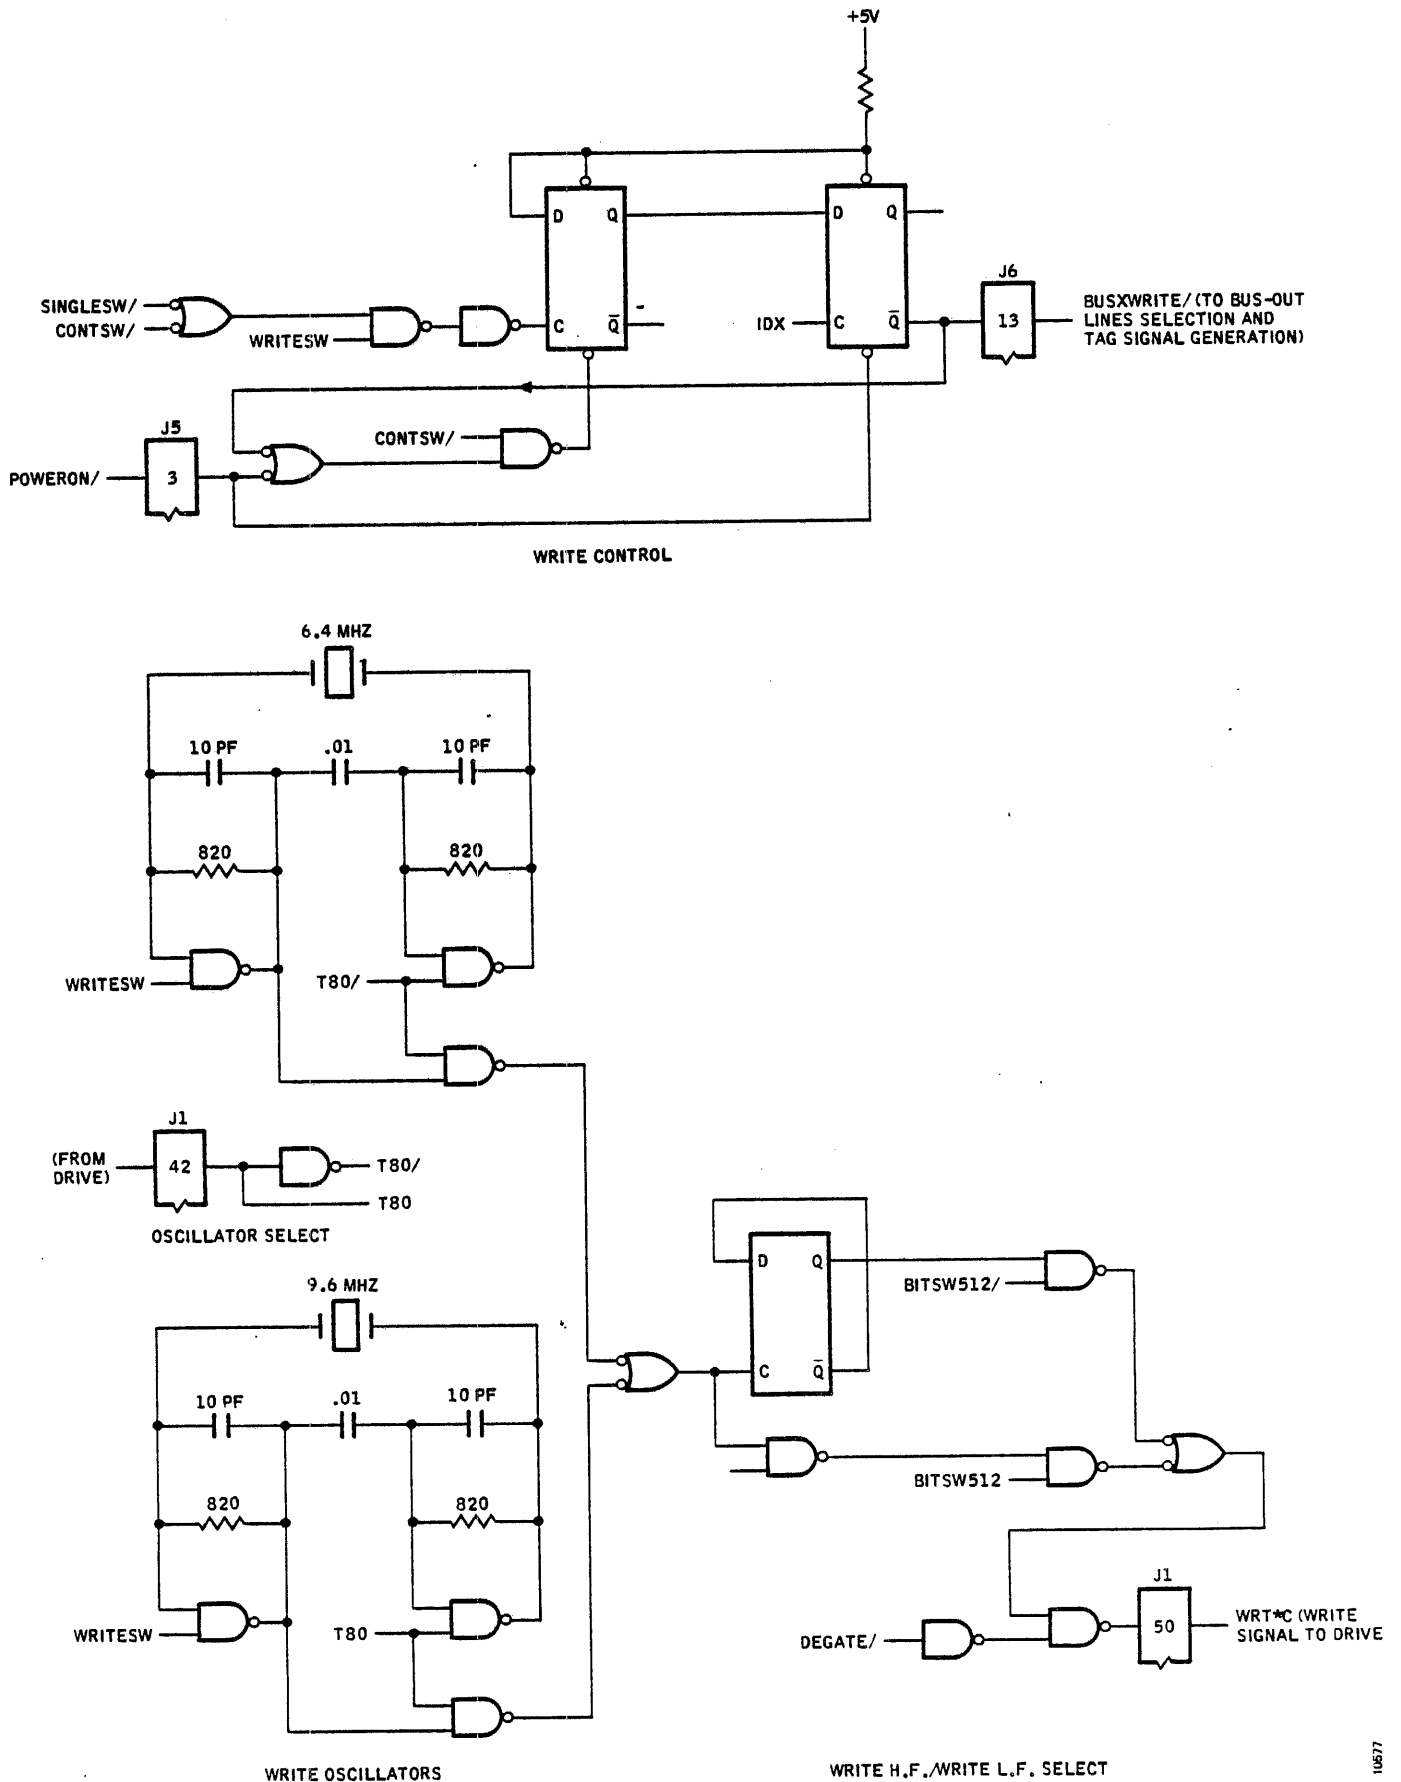 +5V
D Q
D Q
J6
SINGLESW/
CONTSW/
WRITESW
C Q̅
IDX
C Q̅
13
BUSXWRITE/(TO BUS-OUT
LINES SELECTION AND
TAG SIGNAL GENERATION)
J5
CONTSW/
POWERON/
3
WRITE CONTROL
6.4 MHZ
10 PF
.01
10 PF
820
820
WRITESW
T80/
J1
(FROM
DRIVE)
42
T80/
T80
OSCILLATOR SELECT
D Q
BITSW512/
9.6 MHZ
C Q̅
10 PF
.01
10 PF
BITSW512
820
820
J1
WRITESW
T80
DEGATE/
50
WRT*C (WRITE
SIGNAL TO DRIVE
WRITE OSCILLATORS
WRITE H.F./WRITE L.F. SELECT
10577